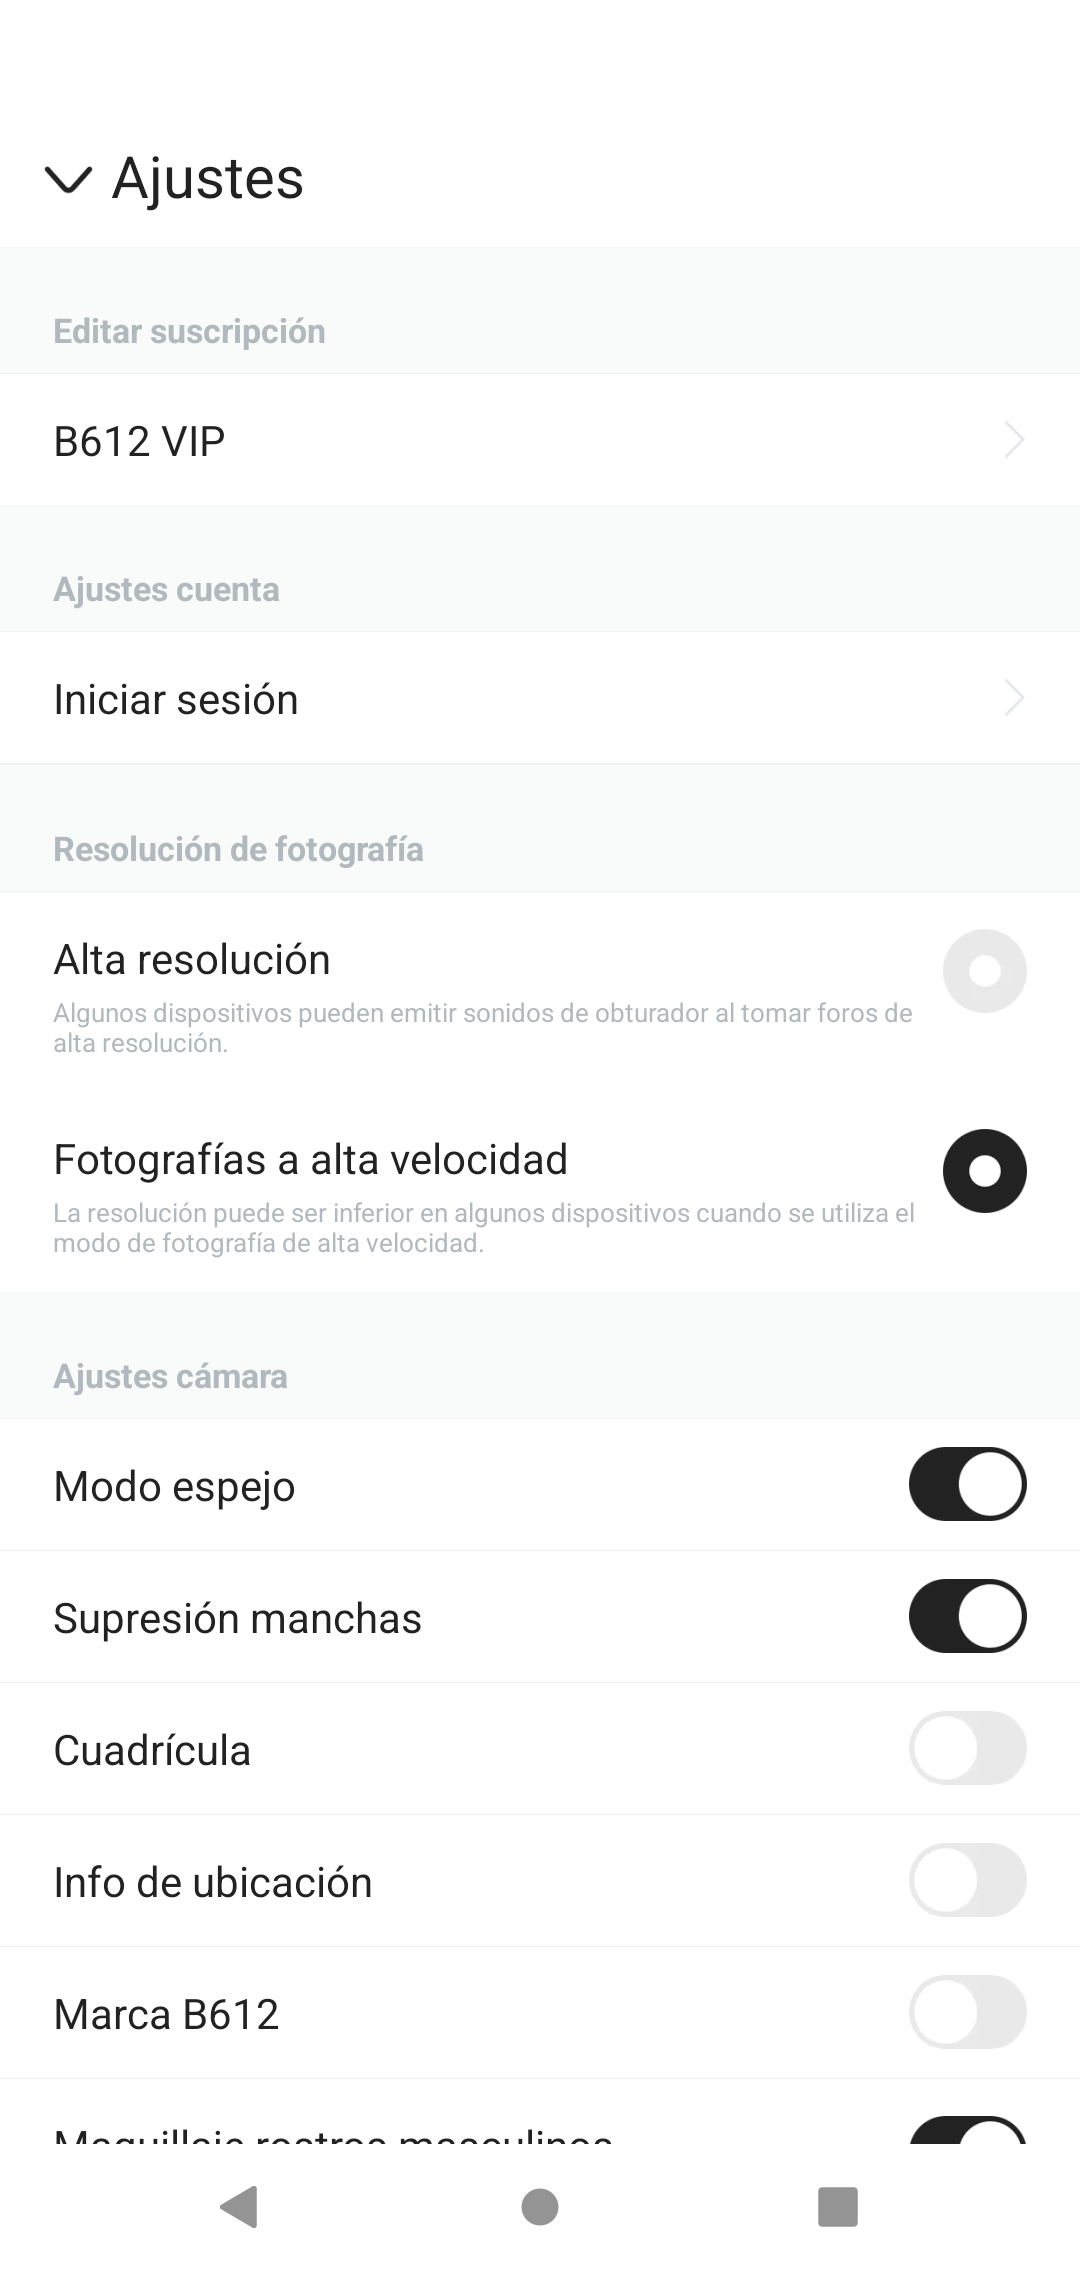 Ajustes
Editar suscripción
B612 VIP
Ajustes cuenta
Iniciar sesión
Resolución de fotografía
Alta resolución
Algunos dispositivos pueden emitir sonidos de obturador al tomar foros de
alta resolución.
Fotografías a alta velocidad
La resolución puede ser inferior en algunos dispositivos cuando se utiliza el
modo de fotografía de alta velocidad.
Ajustes cámara
Modo espejo
Supresión manchas
Cuadrícula
Info de ubicación
Marca B612
Maquillaje rostros masculinos